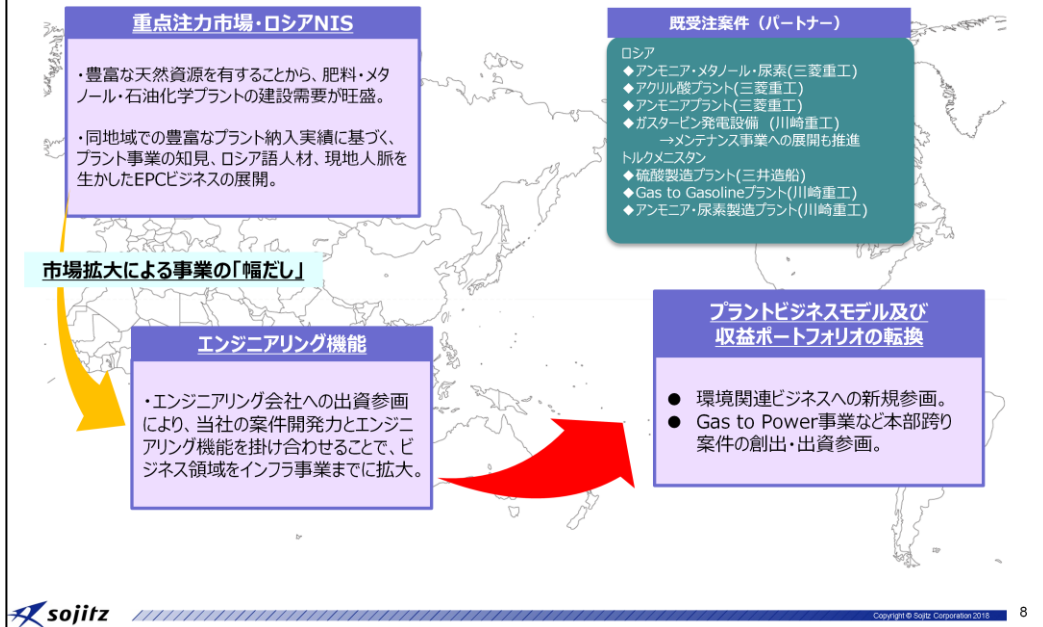 重点注力市場・ロシアNIS
・豊富な天然資源を有することから、肥料・メタ
ノール・石油化学プラントの建設需要が旺盛。
・同地域での豊富なプラント納入実績に基づく、
プラント事業の知見、ロシア語人材、現地人脈を
生かしたEPCビジネスの展開。
既受注案件（パートナー）
ロシア
◆アンモニア・メタノール・尿素(三菱重工)
◆アクリル酸プラント(三菱重工)
◆アンモニアプラント(三菱重工)
◆ガスタービン発電設備 (川崎重工)
→メンテナンス事業への展開も推進
トルクメニスタン
◆硫酸製造プラント(三井造船)
◆Gas to Gasolineプラント(川崎重工)
◆アンモニア・尿素製造プラント(川崎重工)
市場拡大による事業の「幅だし」
エンジニアリング機能
・エンジニアリング会社への出資参画
により、当社の案件開発力とエンジニ
アリング機能を掛け合わせることで、ビ
ジネス領域をインフラ事業までに拡大。
プラントビジネスモデル及び
収益ポートフォリオの転換
● 環境関連ビジネスへの新規参画。
● Gas to Power事業など本部跨り
案件の創出・出資参画。
sojitz
Copyright © Sojitz Corporation 2018
8